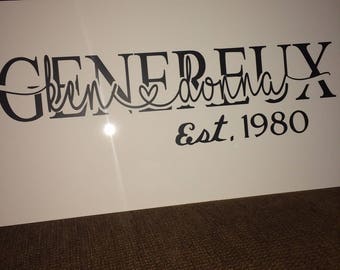 GENEREUX
ken ♡ donna
Est. 1980